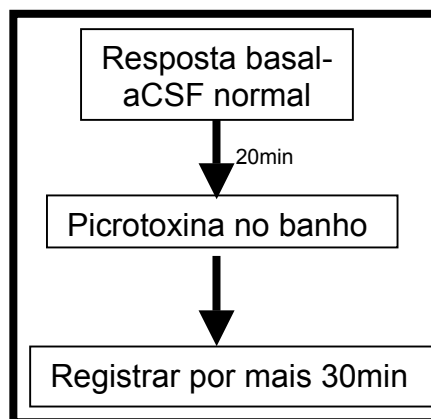 Resposta basal-
aCSF normal
20min
Picrotoxina no banho
Registrar por mais 30min